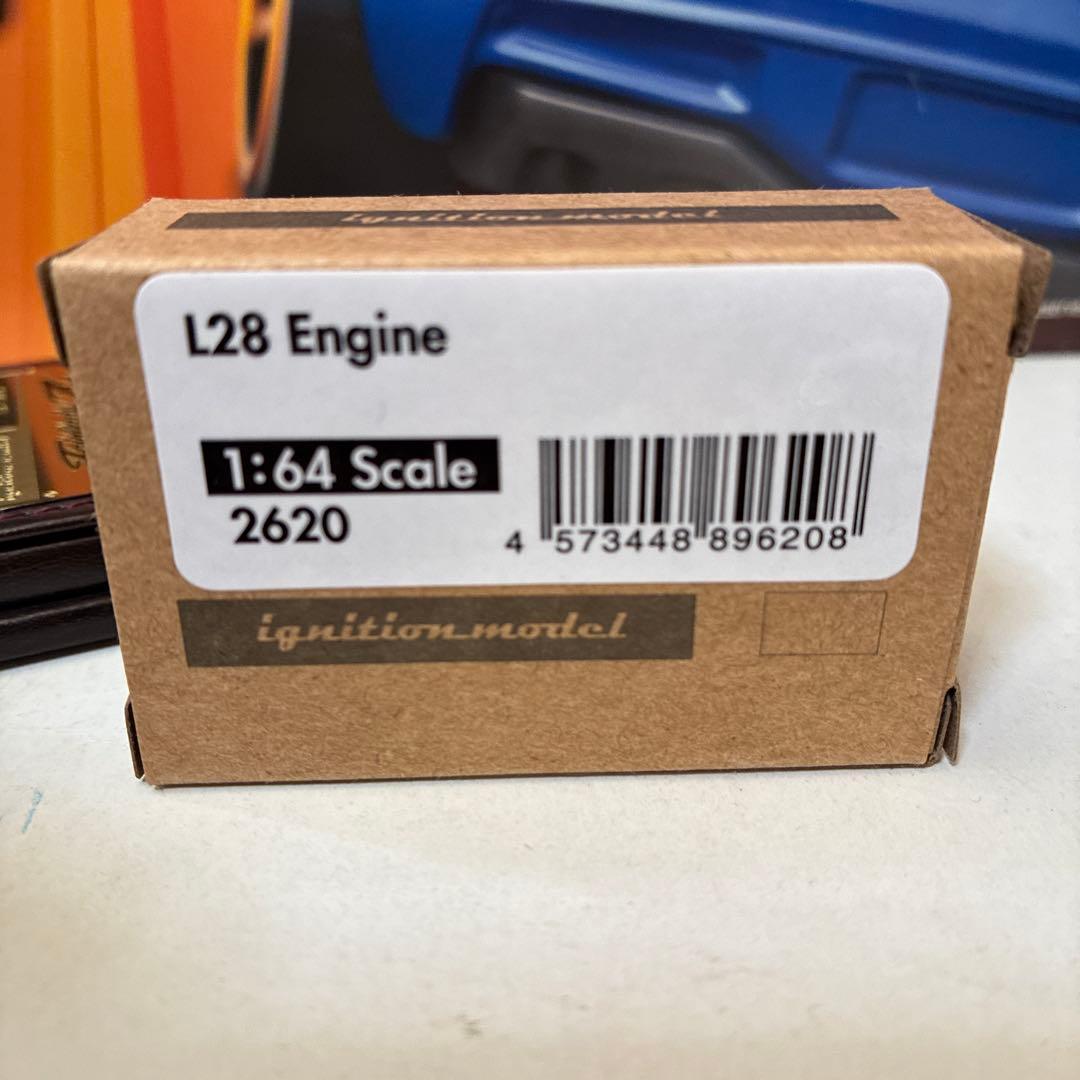 ignition model
L28 Engine
1:64 Scale
2620
4 573448 896208
ignition model